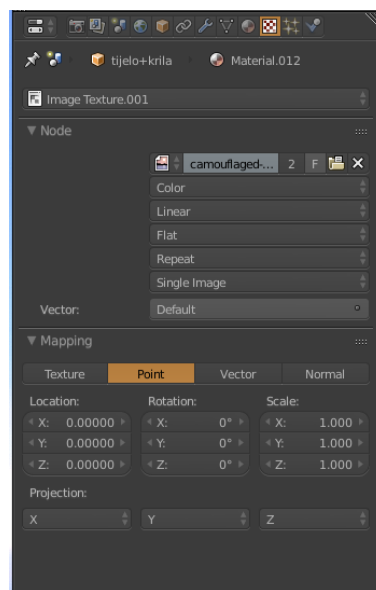 tijelo+krila Material.012
Image Texture.001
Node
camouflaged-... 2 F
Color
Linear
Flat
Repeat
Single Image
Vector: Default
Mapping
Texture Point Vector Normal
Location: Rotation: Scale:
X: 0.00000 X: 0° X: 1.000
Y: 0.00000 Y: 0° Y: 1.000
Z: 0.00000 Z: 0° Z: 1.000
Projection:
X Y Z